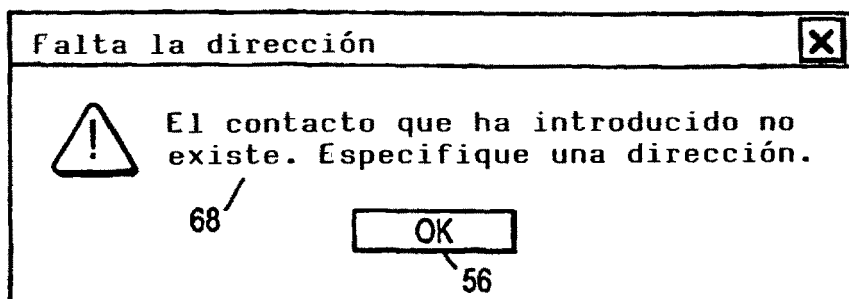 Falta la dirección
El contacto que ha introducido no
existe. Especifique una dirección.
68
OK
56